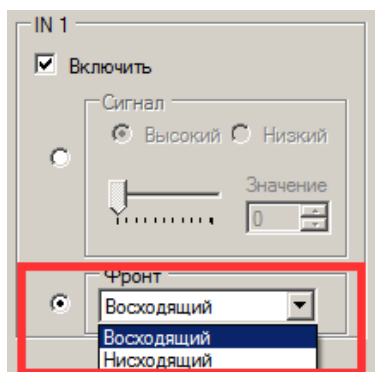 IN 1
Включить
Сигнал
Высокий Низкий
Значение
0
Фронт
Восходящий
Восходящий
Нисходящий